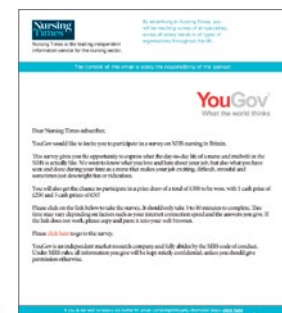 Nursing
Times
Nursing Times is the leading independent
information service for the nursing sector.
By advertising in Nursing Times, you
will be reaching nurses of all specialities,
across all salary bands in all types of
organisations throughout the UK.
The content of this email is solely the responsibility of the sponsor
YouGov
What the world thinks
Dear Nursing Times subscriber,
YouGov would like to invite you to participate in a survey on NHS nursing in Britain.
This survey gives you the opportunity to express what the day-to-day life of a nurse and midwife in the
NHS is actually like. We want to know what you love and hate about your job, but also what you have
seen and done during your time as a nurse that makes your job exciting, difficult, stressful and
sometimes just downright fun or ridiculous.
You will also get the chance to participate in a prize draw of a total of £500 to be won, with 1 cash prize of
£250 and 5 cash prizes of £50!
Please click on the link below to take the survey. It should only take 5 to 10 minutes to complete. This
time may vary depending on factors such as your internet connection speed and the answers you give. If
the link does not work, please copy and paste it into your web browser.
Please click here to go to the survey.
YouGov is an independent market research company and fully abides by the MRS code of conduct.
Under MRS rules, all information you give will be kept strictly confidential, unless you should give
permission otherwise.